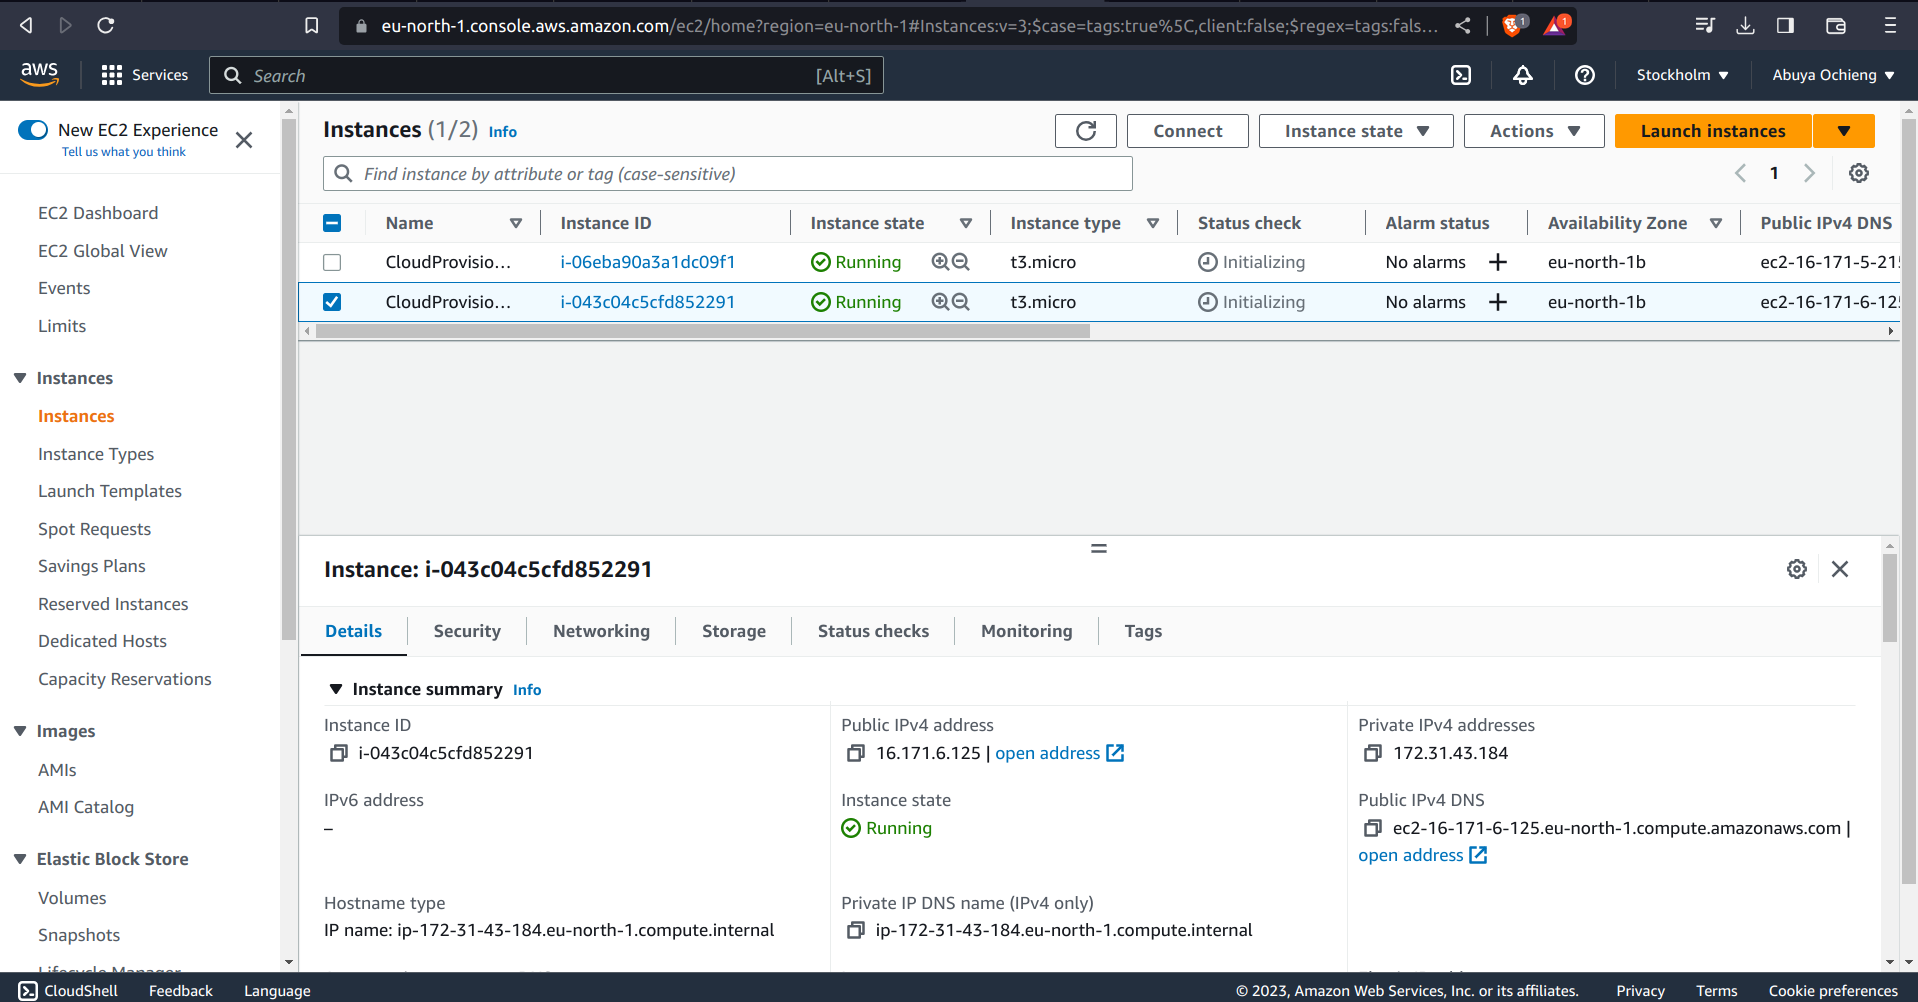 eu-north-1.console.aws.amazon.com/ec2/home?region=eu-north-1#Instances:v=3;$case=tags:true%5C,client:false;$regex=tags:fals...
1
1
aws
Services
Search
[Alt+S]
Stockholm
Abuya Ochieng
New EC2 Experience
Tell us what you think
EC2 Dashboard
EC2 Global View
Events
Limits
Instances
Instances
Instance Types
Launch Templates
Spot Requests
Savings Plans
Reserved Instances
Dedicated Hosts
Capacity Reservations
Images
AMIs
AMI Catalog
Elastic Block Store
Volumes
Snapshots
Lifecycle Manager
Instances (1/2) Info
Connect
Instance state
Actions
Launch instances
Find instance by attribute or tag (case-sensitive)
1
Name Instance ID Instance state Instance type Status check Alarm status Availability Zone Public IPv4 DNS
CloudProvisio... i-06eba90a3a1dc09f1 Running t3.micro Initializing No alarms eu-north-1b ec2-16-171-5-21
CloudProvisio... i-043c04c5cfd852291 Running t3.micro Initializing No alarms eu-north-1b ec2-16-171-6-12
Instance: i-043c04c5cfd852291
Details Security Networking Storage Status checks Monitoring Tags
Instance summary Info
Instance ID
i-043c04c5cfd852291
Public IPv4 address
16.171.6.125 | open address
Private IPv4 addresses
172.31.43.184
IPv6 address
–
Instance state
Running
Public IPv4 DNS
ec2-16-171-6-125.eu-north-1.compute.amazonaws.com |
open address
Hostname type
IP name: ip-172-31-43-184.eu-north-1.compute.internal
Private IP DNS name (IPv4 only)
ip-172-31-43-184.eu-north-1.compute.internal
CloudShell Feedback Language
© 2023, Amazon Web Services, Inc. or its affiliates. Privacy Terms Cookie preferences